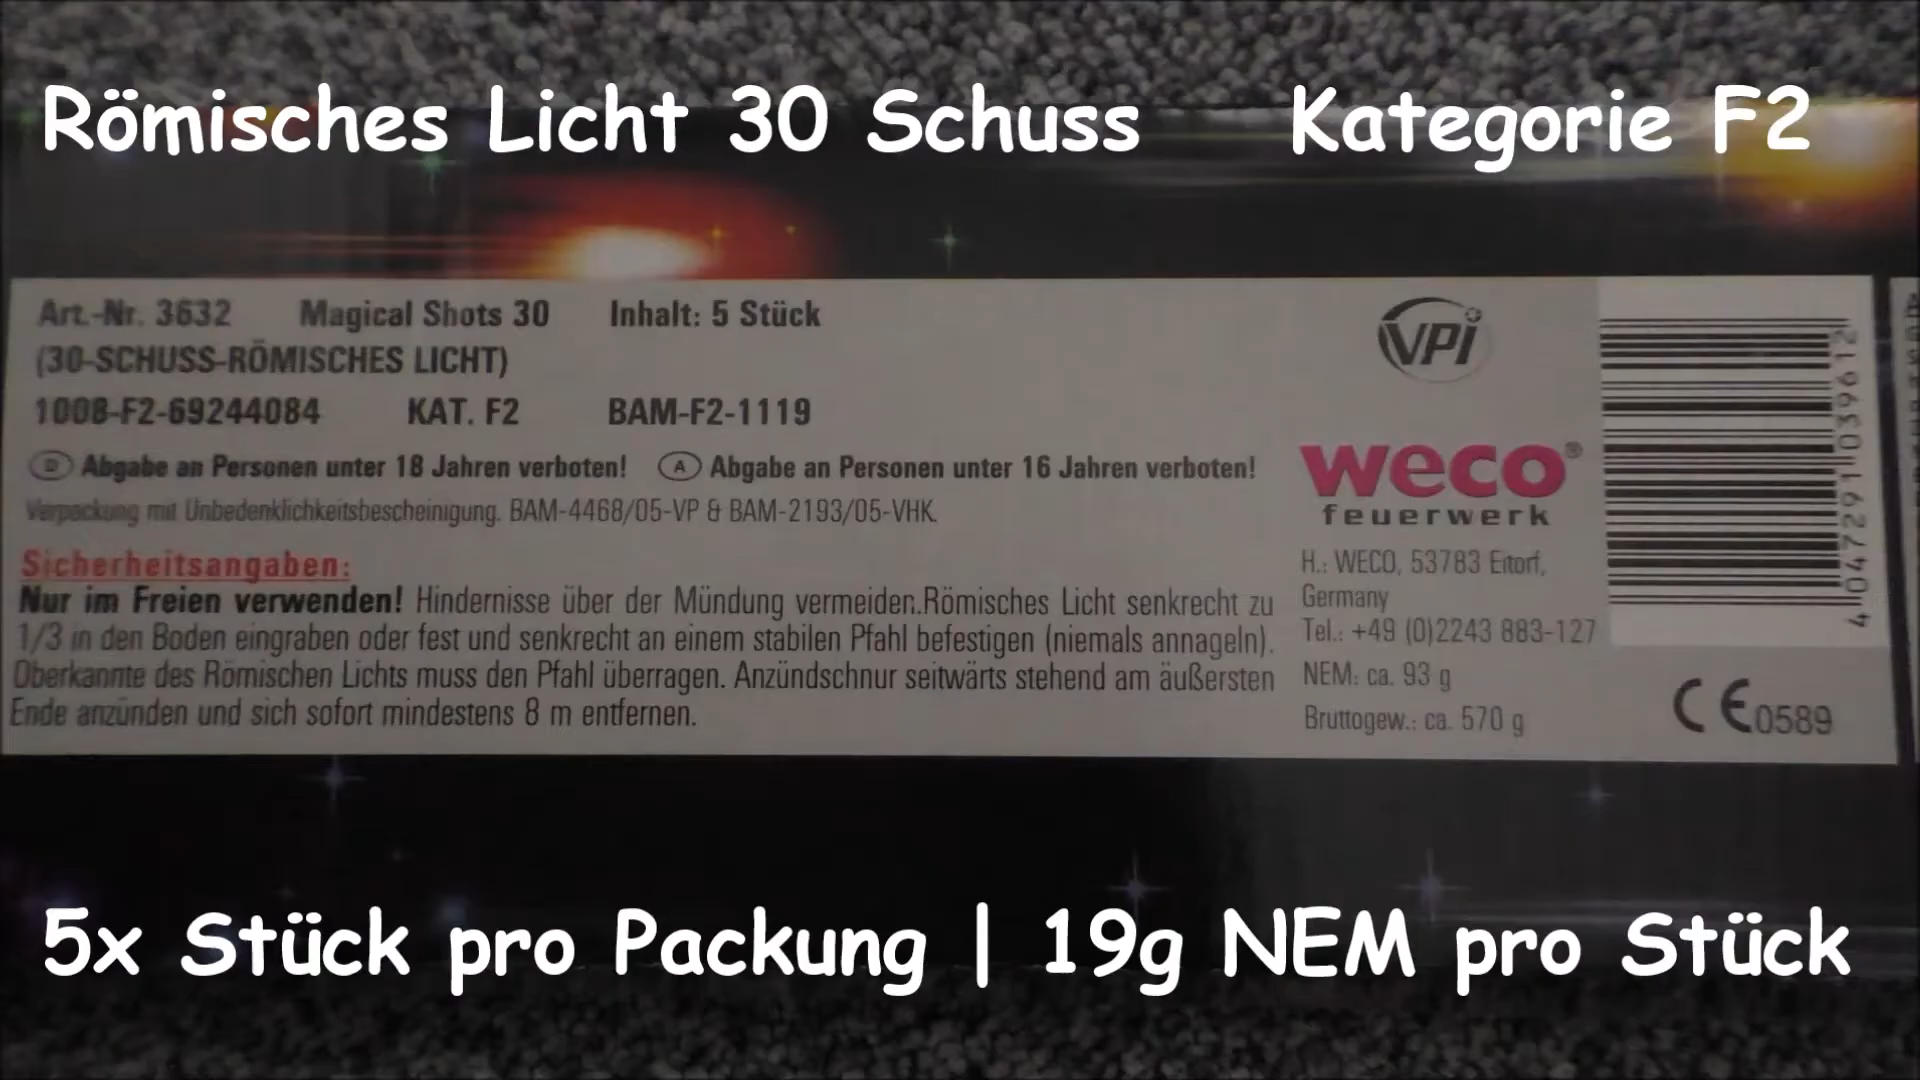 Römisches Licht 30 Schuss Kategorie F2
Art.-Nr. 3632 Magical Shots 30 Inhalt: 5 Stück
(30-SCHUSS-RÖMISCHES LICHT)
1008-F2-69244084 KAT. F2 BAM-F2-1119
D Abgabe an Personen unter 18 Jahren verboten! A Abgabe an Personen unter 16 Jahren verboten!
Verpackung mit Unbedenklichkeitsbescheinigung. BAM-4468/05-VP & BAM-2193/05-VHK.
Sicherheitsangaben:
Nur im Freien verwenden! Hindernisse über der Mündung vermeiden.Römisches Licht senkrecht zu
1/3 in den Boden eingraben oder fest und senkrecht an einem stabilen Pfahl befestigen (niemals annageln).
Oberkannte des Römischen Lichts muss den Pfahl überragen. Anzündschnur seitwärts stehend am äußersten
Ende anzünden und sich sofort mindestens 8 m entfernen.
VPi
weco®
feuerwerk
H.: WECO, 53783 Eitorf,
Germany
Tel.: +49 (0)2243 883-127
NEM: ca. 93 g
Bruttogew.: ca. 570 g
4 047291 039612
CE0589
5x Stück pro Packung | 19g NEM pro Stück